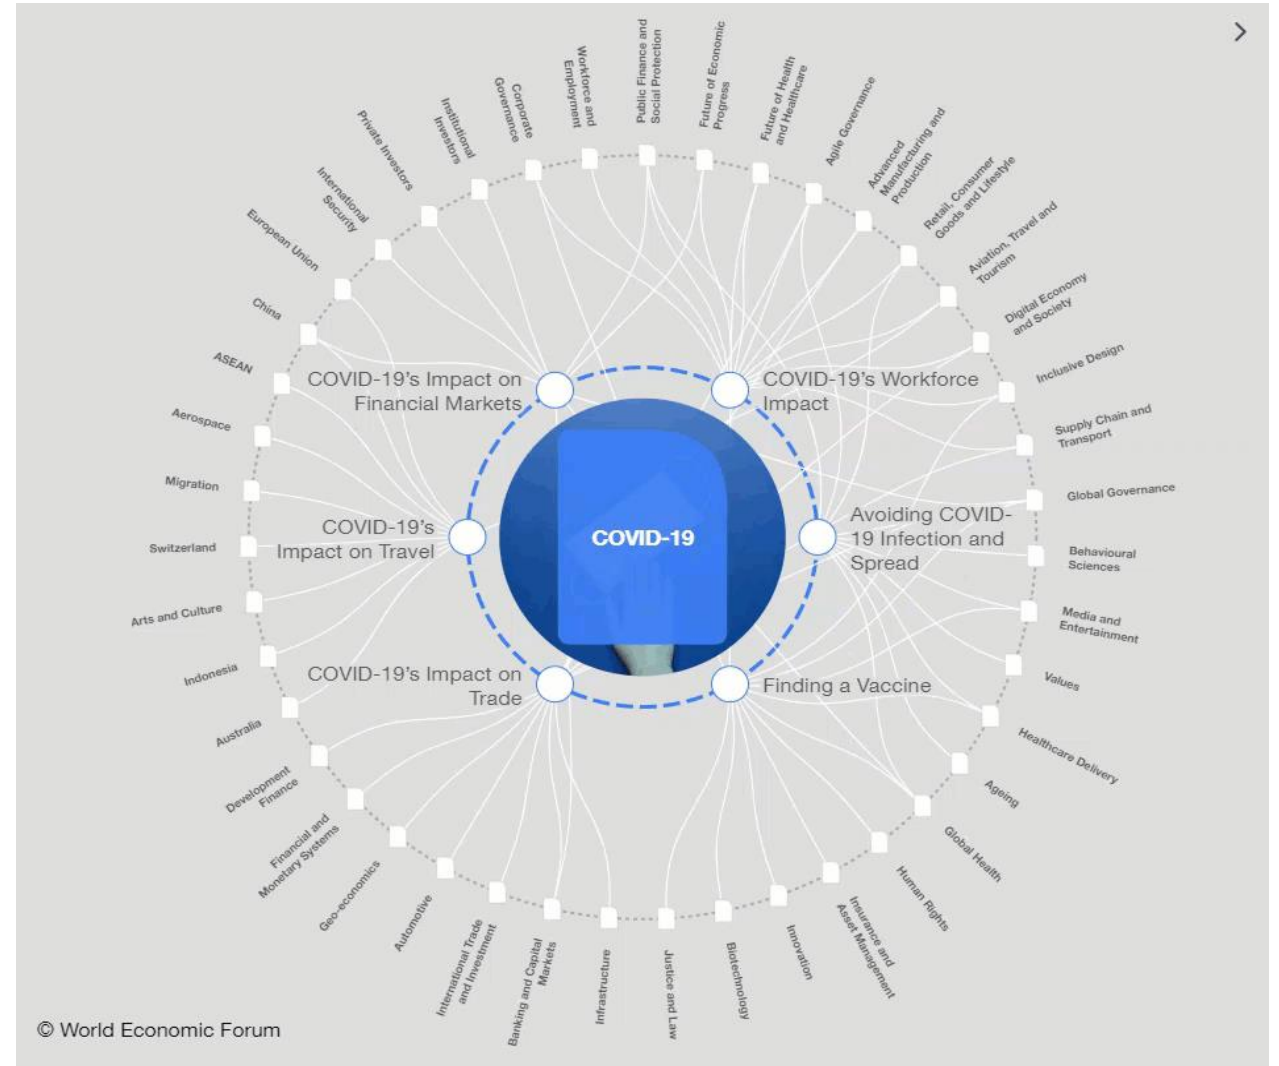 Public Finance and
Social Protection
Future of Economic
Progress
Future of Health
and Healthcare
Agile Governance
Advanced
Manufacturing and
Production
Retail, Consumer
Goods and Lifestyle
Aviation, Travel and
Tourism
Digital Economy
and Society
Inclusive Design
Supply Chain and
Transport
Global Governance
Behavioural
Sciences
Media and
Entertainment
Values
Healthcare Delivery
Ageing
Global Health
Human Rights
Insurance and
Asset Management
Innovation
Biotechnology
Justice and Law
Infrastructure
Banking and Capital
Markets
International Trade
and Investment
Automotive
Geo-economics
Financial and
Monetary Systems
Development
Finance
Australia
Indonesia
Arts and Culture
Switzerland
Migration
Aerospace
ASEAN
China
European Union
International
Security
Private Investors
Institutional
Investors
Corporate
Governance
Workforce and
Employment
COVID-19's Impact on
Financial Markets
COVID-19's Workforce
Impact
COVID-19's
Impact on Travel
COVID-19
Avoiding COVID-
19 Infection and
Spread
COVID-19's Impact on
Trade
Finding a Vaccine
© World Economic Forum